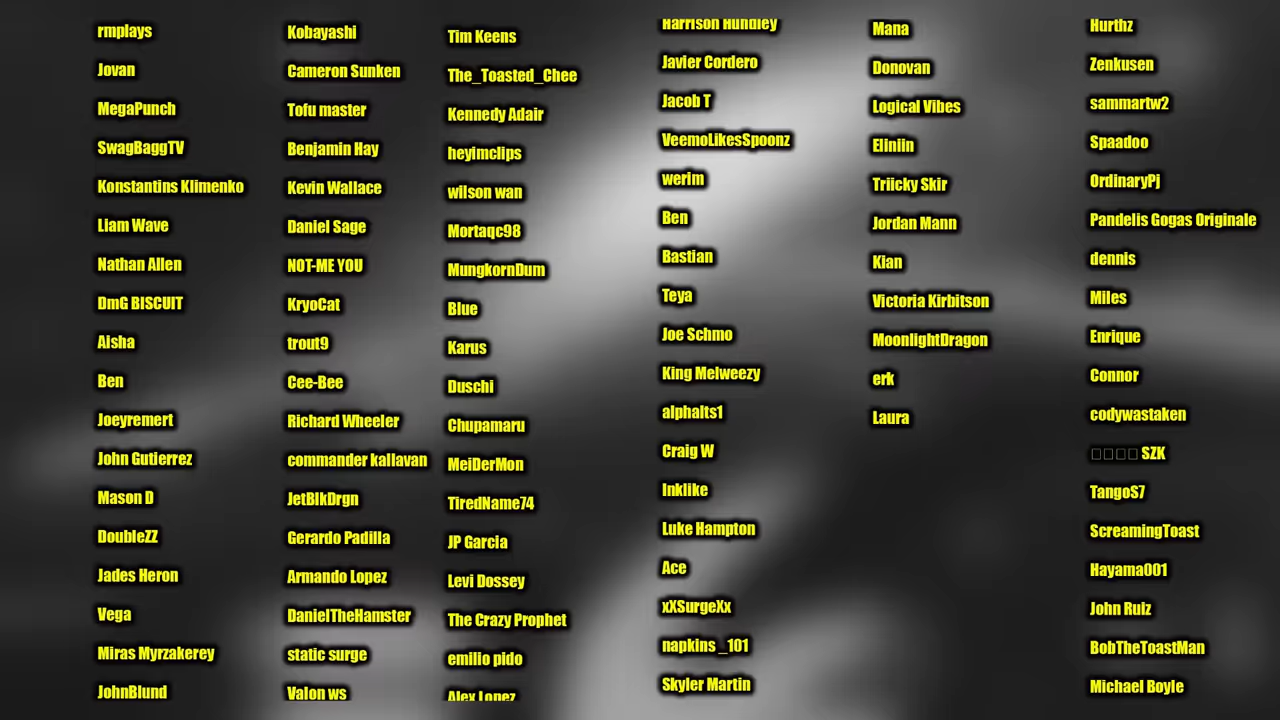 rmplays
Jovan
MegaPunch
SwagBaggTV
Konstantins Klimenko
Liam Wave
Nathan Allen
DmG BISCUIT
Aisha
Ben
Joeyremert
John Gutierrez
Mason D
DoubleZZ
Jades Heron
Vega
Miras Myrzakerey
JohnBlund
Kobayashi
Cameron Sunken
Tofu master
Benjamin Hay
Kevin Wallace
Daniel Sage
NOT-ME YOU
KryoCat
trout9
Cee-Bee
Richard Wheeler
commander kallavan
JetBlkDrgn
Gerardo Padilla
Armando Lopez
DanielTheHamster
static surge
Valon ws
Tim Keens
The_Toasted_Chee
Kennedy Adair
heyimclips
wilson wan
Mortaqc98
MungkornDum
Blue
Karus
Duschi
Chupamaru
MeiDerMon
TiredName74
JP Garcia
Levi Dossey
The Crazy Prophet
emilio pido
Alex Lopez
Harrison Hundley
Javier Cordero
Jacob T
VeemoLikesSpoonz
werim
Ben
Bastian
Teya
Joe Schmo
King Melweezy
alphalts1
Craig W
Inklike
Luke Hampton
Ace
xXSurgeXx
napkins _101
Skyler Martin
Mana
Donovan
Logical Vibes
Eliniin
Triicky Skir
Jordan Mann
Kian
Victoria Kirbitson
MoonlightDragon
erk
Laura
Hurthz
Zenkusen
sammartw2
Spaadoo
OrdinaryPj
Pandelis Gogas Originale
dennis
Miles
Enrique
Connor
codywastaken
SZK
TangoS7
ScreamingToast
Hayama001
John Ruiz
BobTheToastMan
Michael Boyle